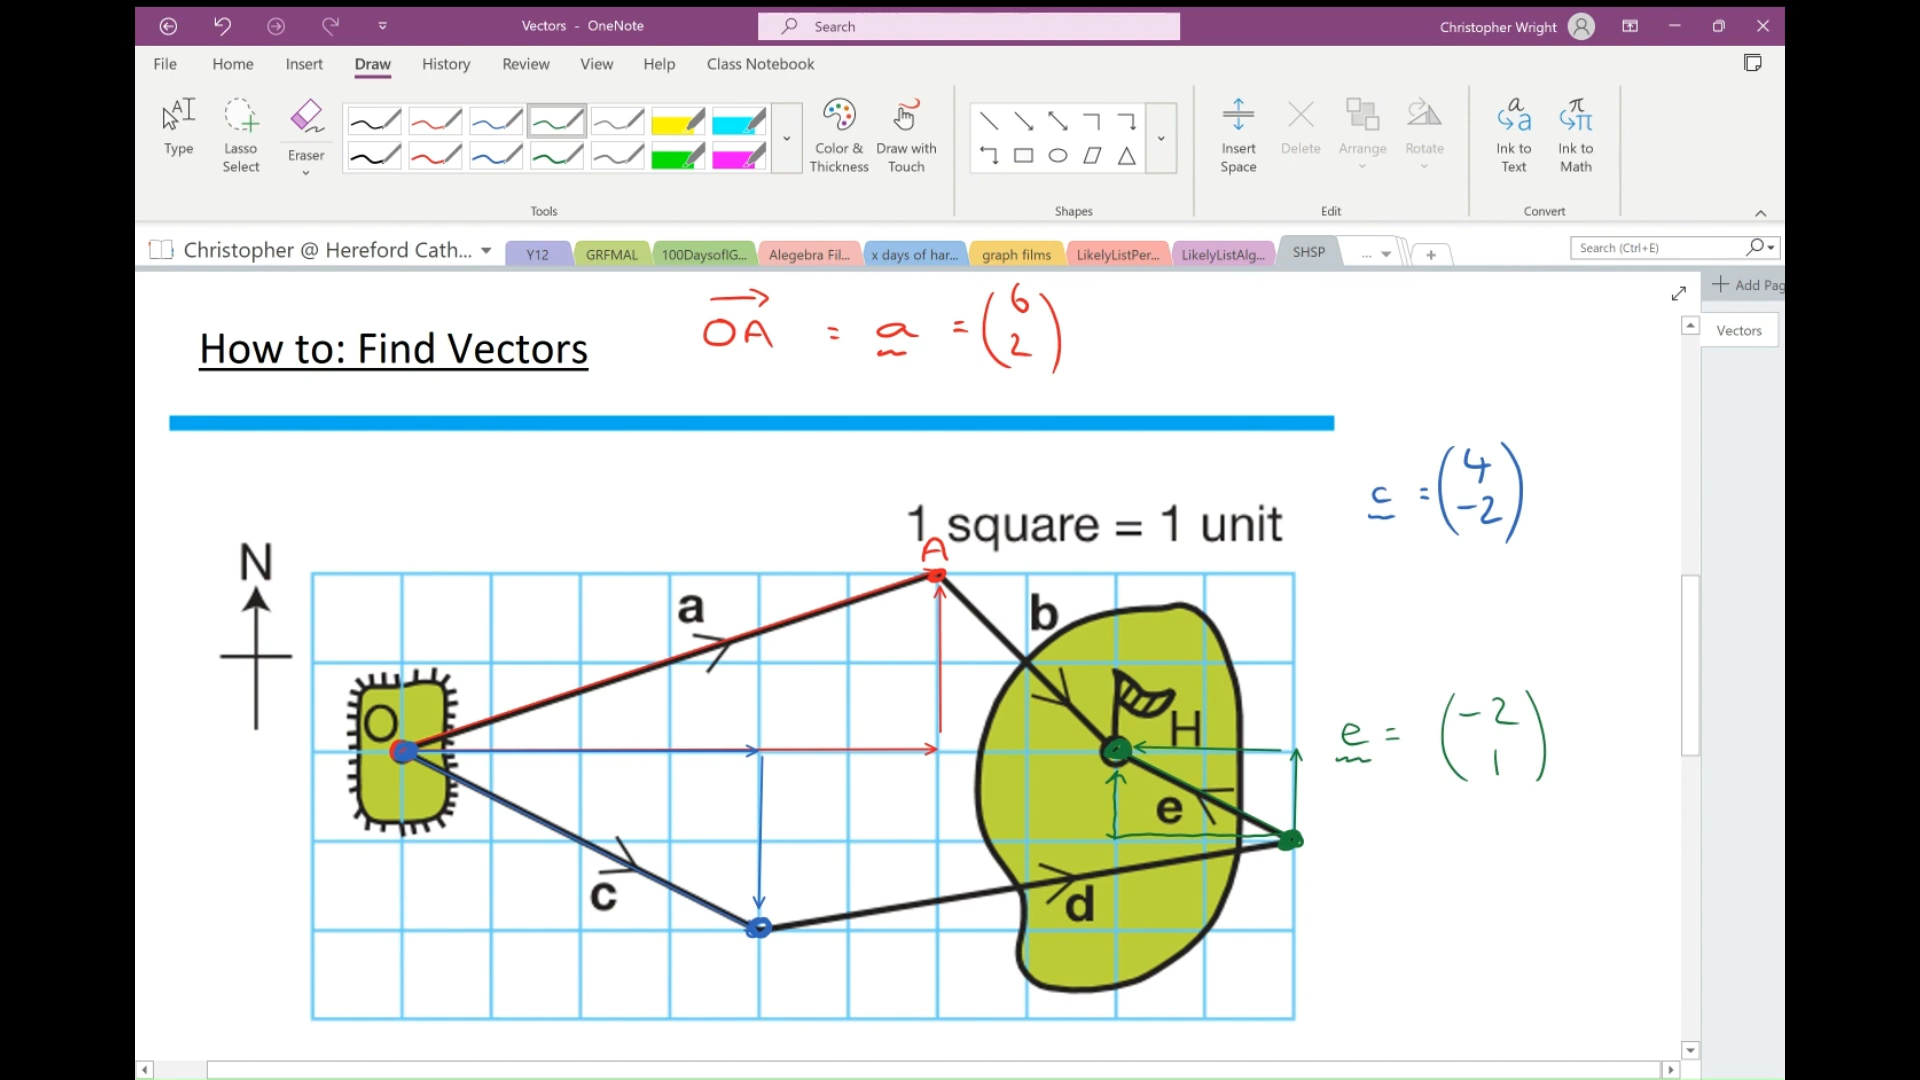 Vectors - OneNote
Search
Christopher Wright
File Home Insert Draw History Review View Help Class Notebook
Type
Lasso Select
Eraser
Color & Thickness
Draw with Touch
Insert Space
Delete
Arrange
Rotate
a
a
Ink to Text
π
π
Ink to Math
Tools
Shapes
Edit
Convert
Christopher @ Hereford Cath...
Y12
GRFMAL
100DaysofIG...
Alegebra Fil...
x days of har...
graph films
LikelyListPer...
LikelyListAlg...
SHSP
...
Search (Ctrl+E)
Add Pag
Vectors
How to: Find Vectors
OA = a = (6
2)
c = (4
-2)
1 square = 1 unit
N
A
a
b
O
H
e = (-2
1)
e
c
d